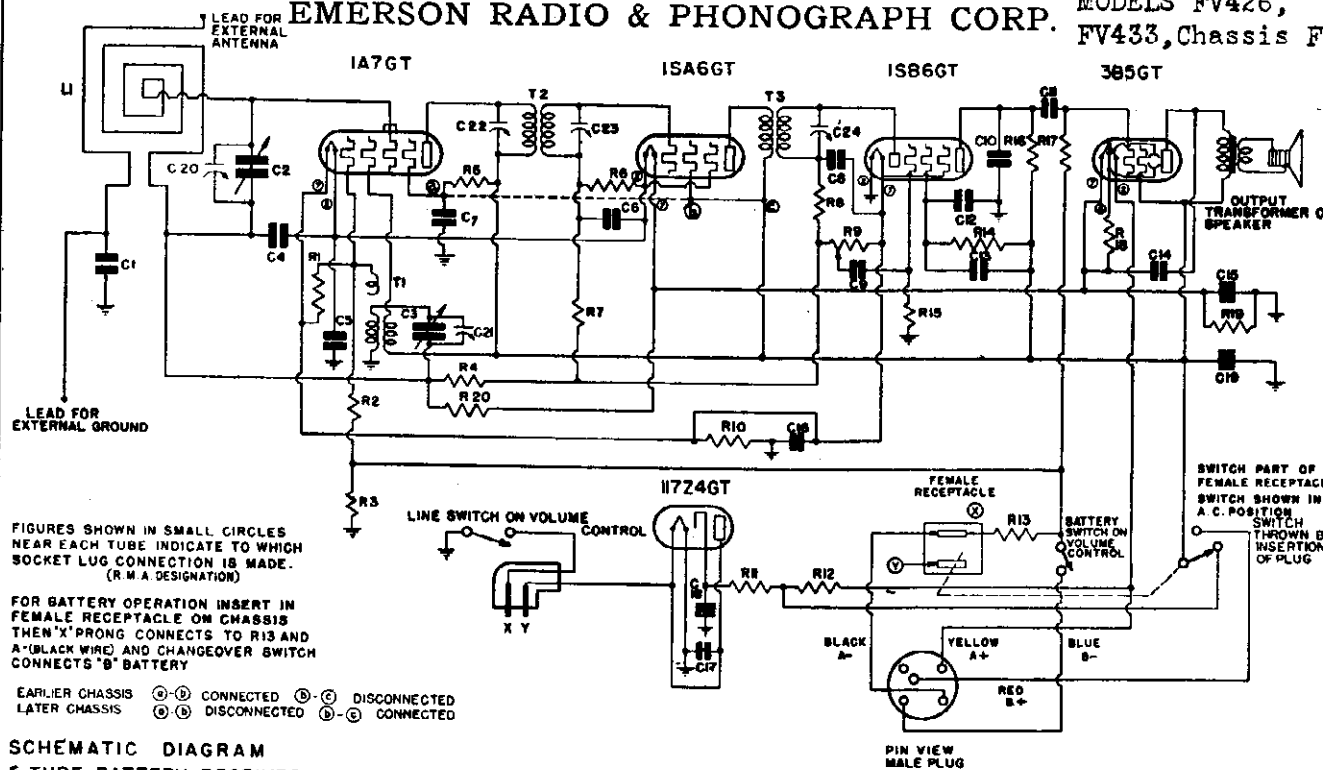 EMERSON RADIO & PHONOGRAPH CORP.
MODELS FV426,
FV433, Chassis F
LEAD FOR
EXTERNAL
ANTENNA
1A7GT
1SA6GT
1SB6GT
3B5GT
L1
T2
T3
C11
C22
C23
C24
C20
C2
R5
R6
C8
C10
R16
R17
C7
C6
R8
C12
R14
R9
C9
C13
R15
R18
C14
OUTPUT
TRANSFORMER O
SPEAKER
C1
C4
R1
T1
C3
C21
C5
R7
C15
R19
C19
R4
R20
R2
R10
C16
R3
LEAD FOR
EXTERNAL GROUND
FIGURES SHOWN IN SMALL CIRCLES
NEAR EACH TUBE INDICATE TO WHICH
SOCKET LUG CONNECTION IS MADE.
(R.M.A. DESIGNATION)
FOR BATTERY OPERATION INSERT IN
FEMALE RECEPTACLE ON CHASSIS
THEN "X" PRONG CONNECTS TO R13 AND
A-(BLACK WIRE) AND CHANGEOVER SWITCH
CONNECTS "B" BATTERY
EARLIER CHASSIS a-b CONNECTED b-c DISCONNECTED
LATER CHASSIS a-b DISCONNECTED b-c CONNECTED
LINE SWITCH ON VOLUME CONTROL
X Y
117Z4GT
R11
R12
C17
FEMALE
RECEPTACLE
X
Y
R13
BATTERY
SWITCH ON
VOLUME
CONTROL
SWITCH PART OF
FEMALE RECEPTACL
SWITCH SHOWN IN
A.C. POSITION
SWITCH
THROWN B
INSERTION
OF PLUG
BLACK
A-
YELLOW
A+
BLUE
B-
RED
B+
PIN VIEW
MALE PLUG
SCHEMATIC DIAGRAM